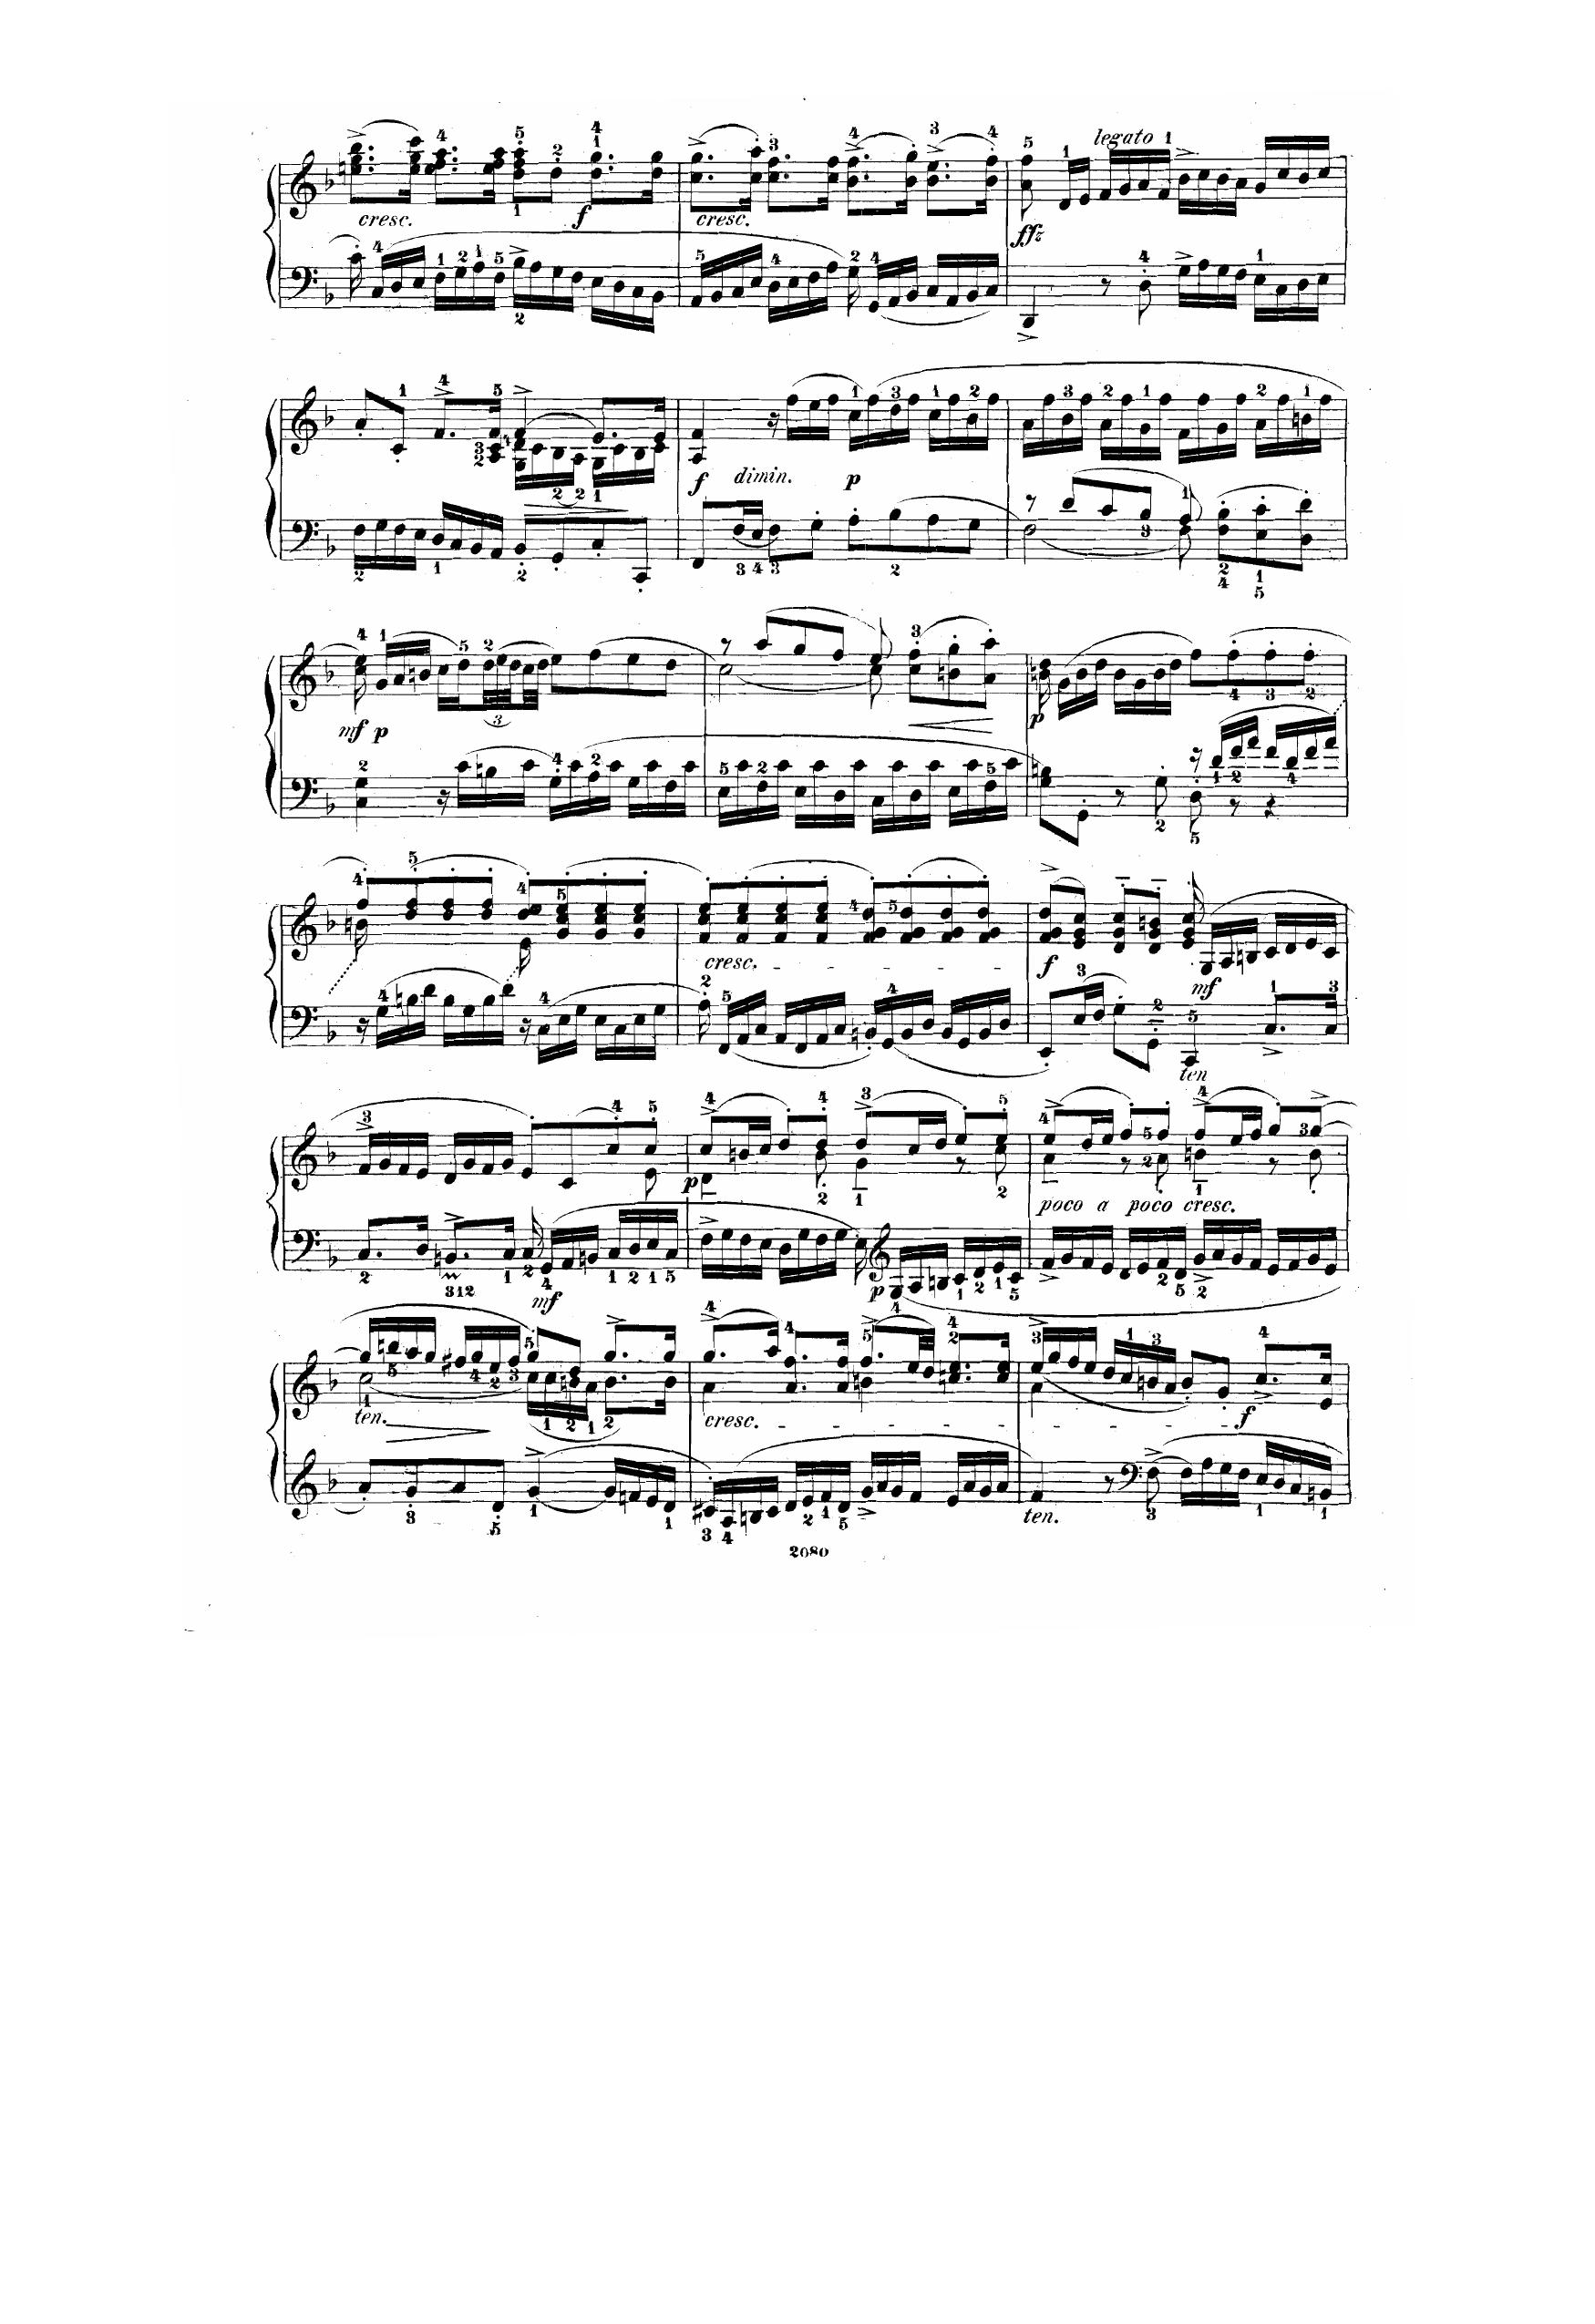 legato
cresc. f cresc. ffz
f dimin. p
mf p p
cresc. f mf
ten
p poco a poco cresc.
mf p
ten. cresc. f
ten.
2080